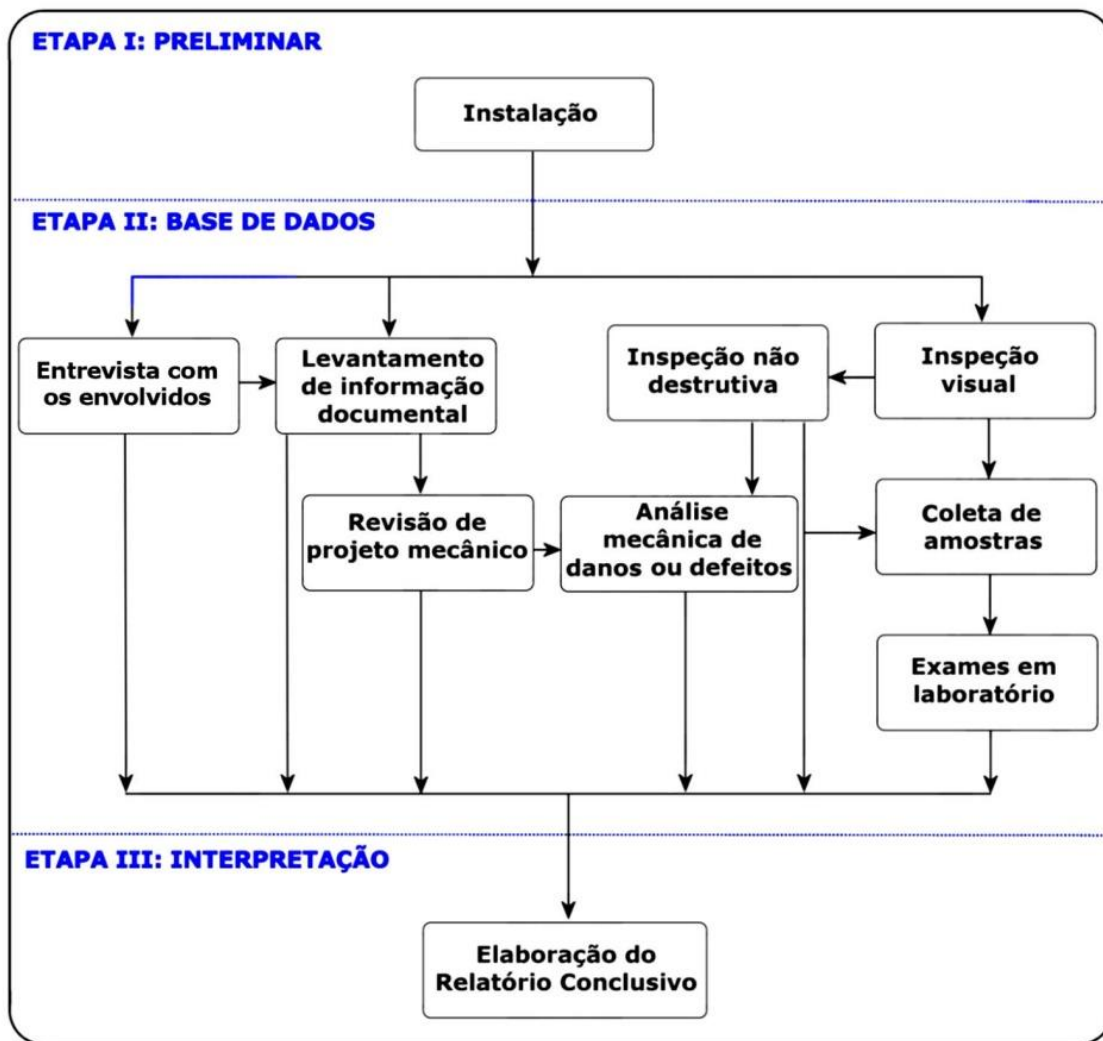 ETAPA I: PRELIMINAR
Instalação
ETAPA II: BASE DE DADOS
Entrevista com
os envolvidos
Levantamento
de informação
documental
Inspeção não
destrutiva
Inspeção
visual
Revisão de
projeto mecânico
Análise
mecânica de
danos ou defeitos
Coleta de
amostras
Exames em
laboratório
ETAPA III: INTERPRETAÇÃO
Elaboração do
Relatório Conclusivo